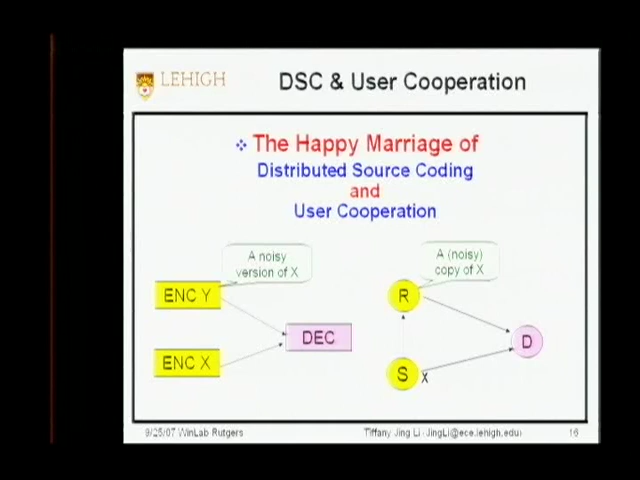 LEHIGH
DSC & User Cooperation
The Happy Marriage of
Distributed Source Coding
and
User Cooperation
A noisy
version of X
A (noisy)
copy of X
ENC Y
R
DEC
D
ENC X
S
X
9/25/07 WinLab Rutgers
Tiffany Jing Li -JingLi@ece.lehigh.edu)
16